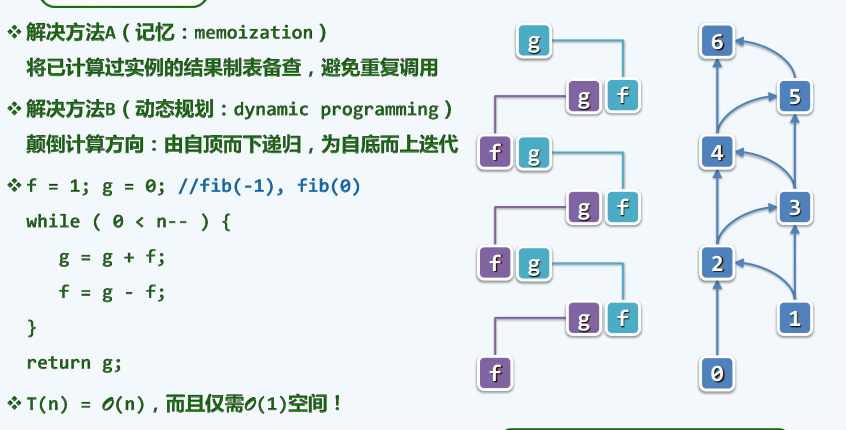 ❖ 解决方法A（记忆：memoization）
将已计算过实例的结果制表备查，避免重复调用
❖ 解决方法B（动态规划：dynamic programming）
颠倒计算方向：由自顶而下递归，为自底而上迭代
❖ f = 1; g = 0; //fib(-1), fib(0)
while ( 0 < n-- ) {
g = g + f;
f = g - f;
}
return g;
❖ T(n) = O(n)，而且仅需O(1)空间！
g
g f
f g
g f
f g
g f
f
6
5
4
3
2
1
0